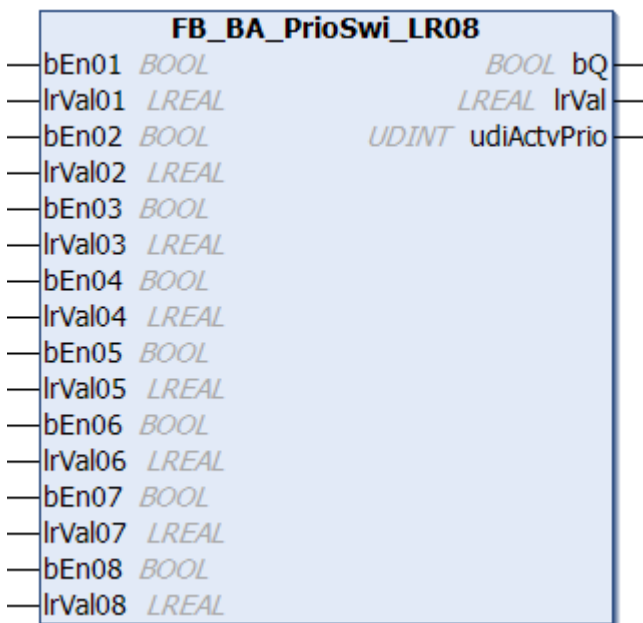 FB_BA_PrioSwi_LR08
bEn01 BOOL BOOL bQ
lrVal01 LREAL LREAL lrVal
bEn02 BOOL UDINT udiActvPrio
lrVal02 LREAL
bEn03 BOOL
lrVal03 LREAL
bEn04 BOOL
lrVal04 LREAL
bEn05 BOOL
lrVal05 LREAL
bEn06 BOOL
lrVal06 LREAL
bEn07 BOOL
lrVal07 LREAL
bEn08 BOOL
lrVal08 LREAL